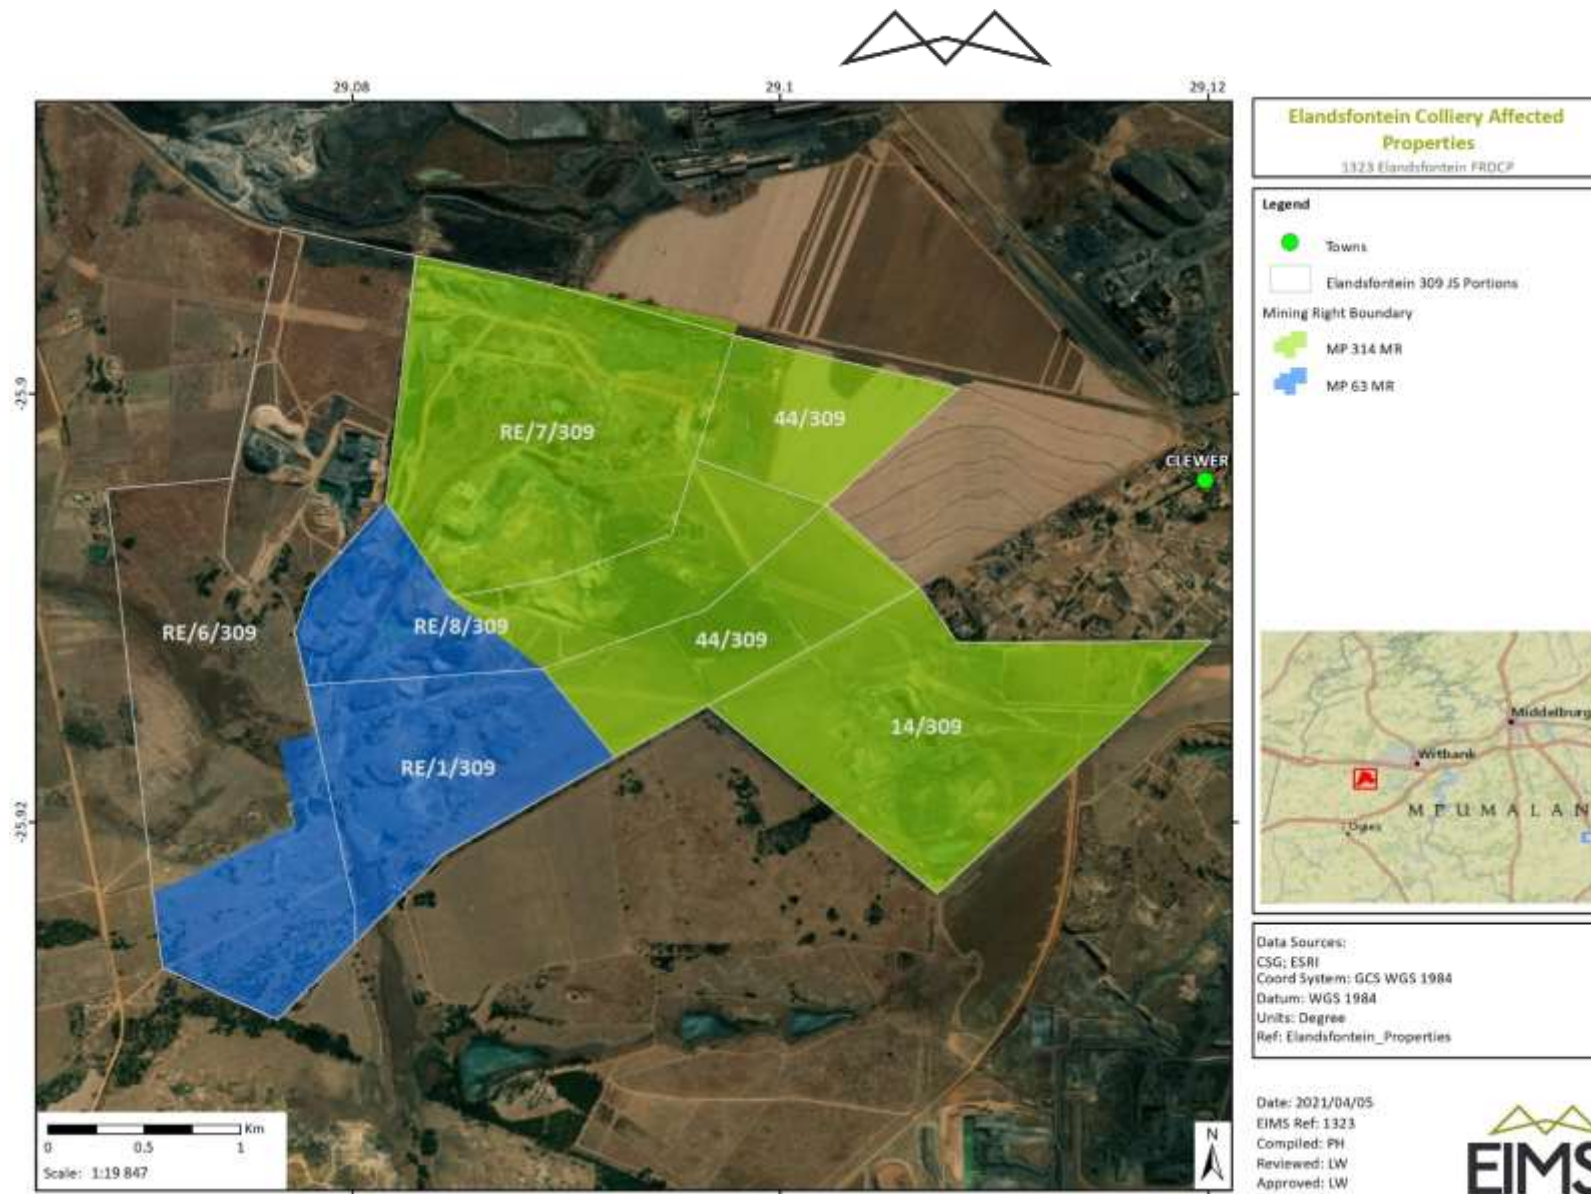 29.08
29.1
29.12
-25.9
-25.92
RE/7/309
44/309
CLEWER
RE/6/309
RE/8/309
44/309
14/309
RE/1/309
Km
0 0.5 1
Scale: 1:19 847
N
Elandsfontein Colliery Affected
Properties
1323 Elandsfontein FRDCP
Legend
Towns
Elandsfontein 309 JS Portions
Mining Right Boundary
MP 314 MR
MP 63 MR
Middelburg
Witbank
MPUMALAN
Ogies
Data Sources:
CSG; ESRI
Coord System: GCS WGS 1984
Datum: WGS 1984
Units: Degree
Ref: Elandsfontein_Properties
Date: 2021/04/05
EIMS Ref: 1323
Compiled: PH
Reviewed: LW
Approved: LW
EIMS